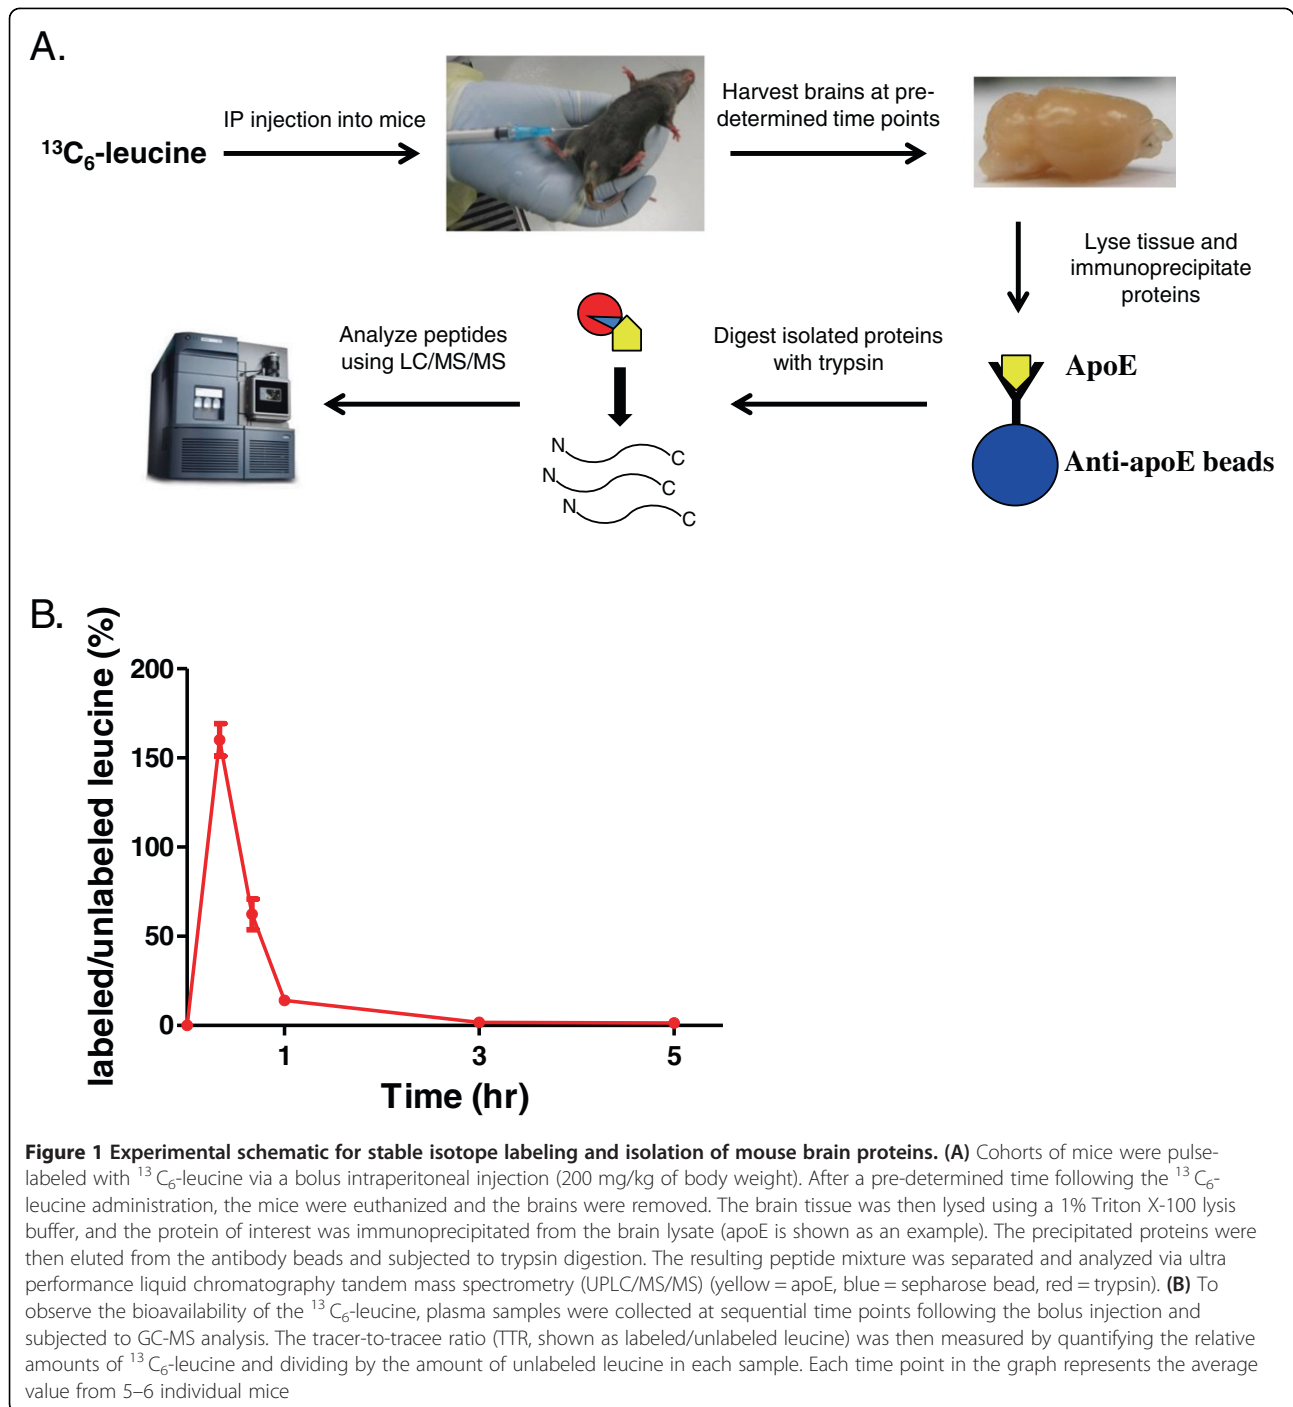 A.
¹³C₆-leucine
IP injection into mice
Harvest brains at pre-
determined time points
Lyse tissue and
immunoprecipitate
proteins
ApoE
Anti-apoE beads
Digest isolated proteins
with trypsin
N
C
N
C
N
C
Analyze peptides
using LC/MS/MS
B.
labeled/unlabeled leucine (%)
200
150
100
50
0
1
3
5
Time (hr)
Figure 1 Experimental schematic for stable isotope labeling and isolation of mouse brain proteins. (A) Cohorts of mice were pulse-
labeled with ¹³ C₆-leucine via a bolus intraperitoneal injection (200 mg/kg of body weight). After a pre-determined time following the ¹³ C₆-
leucine administration, the mice were euthanized and the brains were removed. The brain tissue was then lysed using a 1% Triton X-100 lysis
buffer, and the protein of interest was immunoprecipitated from the brain lysate (apoE is shown as an example). The precipitated proteins were
then eluted from the antibody beads and subjected to trypsin digestion. The resulting peptide mixture was separated and analyzed via ultra
performance liquid chromatography tandem mass spectrometry (UPLC/MS/MS) (yellow = apoE, blue = sepharose bead, red = trypsin). (B) To
observe the bioavailability of the ¹³ C₆-leucine, plasma samples were collected at sequential time points following the bolus injection and
subjected to GC-MS analysis. The tracer-to-tracee ratio (TTR, shown as labeled/unlabeled leucine) was then measured by quantifying the relative
amounts of ¹³ C₆-leucine and dividing by the amount of unlabeled leucine in each sample. Each time point in the graph represents the average
value from 5–6 individual mice